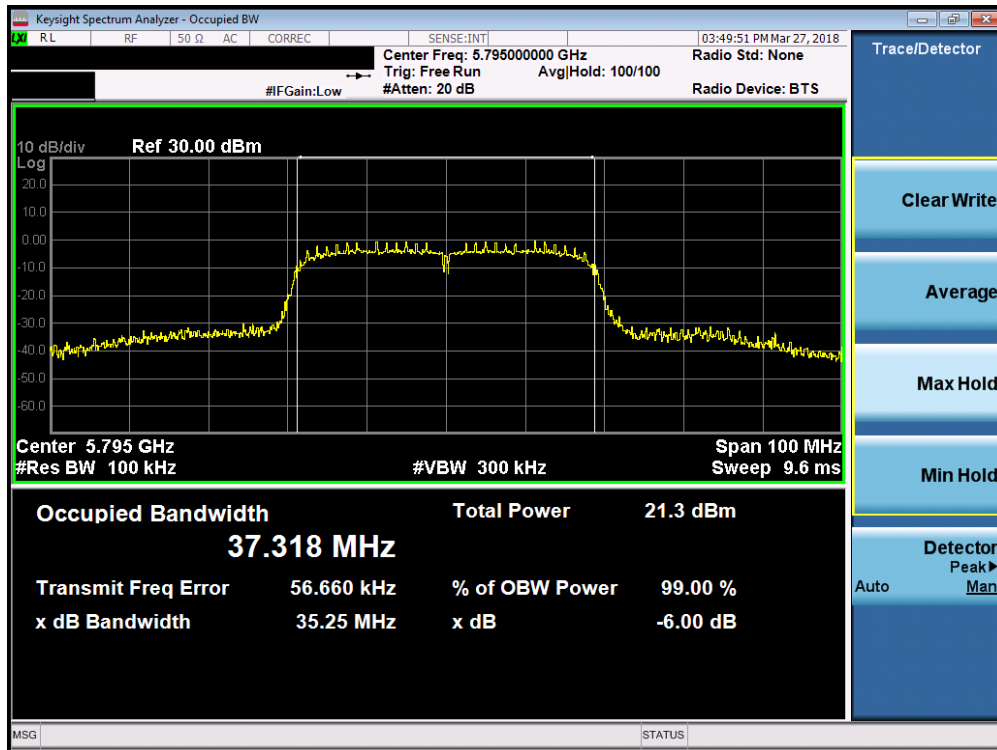 Keysight Spectrum Analyzer - Occupied BW
LXI RL RF 50 Ω AC CORREC SENSE:INT 03:49:51 PM Mar 27, 2018
Center Freq: 5.795000000 GHz Radio Std: None
Trig: Free Run Avg|Hold: 100/100
#IFGain:Low #Atten: 20 dB Radio Device: BTS
10 dB/div Ref 30.00 dBm
Log
20.0
10.0
0.00
-10.0
-20.0
-30.0
-40.0
-50.0
-60.0
Center 5.795 GHz Span 100 MHz
#Res BW 100 kHz #VBW 300 kHz Sweep 9.6 ms
Occupied Bandwidth Total Power 21.3 dBm
37.318 MHz
Transmit Freq Error 56.660 kHz % of OBW Power 99.00 %
x dB Bandwidth 35.25 MHz x dB -6.00 dB
MSG STATUS
Trace/Detector
Clear Write
Average
Max Hold
Min Hold
Detector
Peak▶
Auto Man